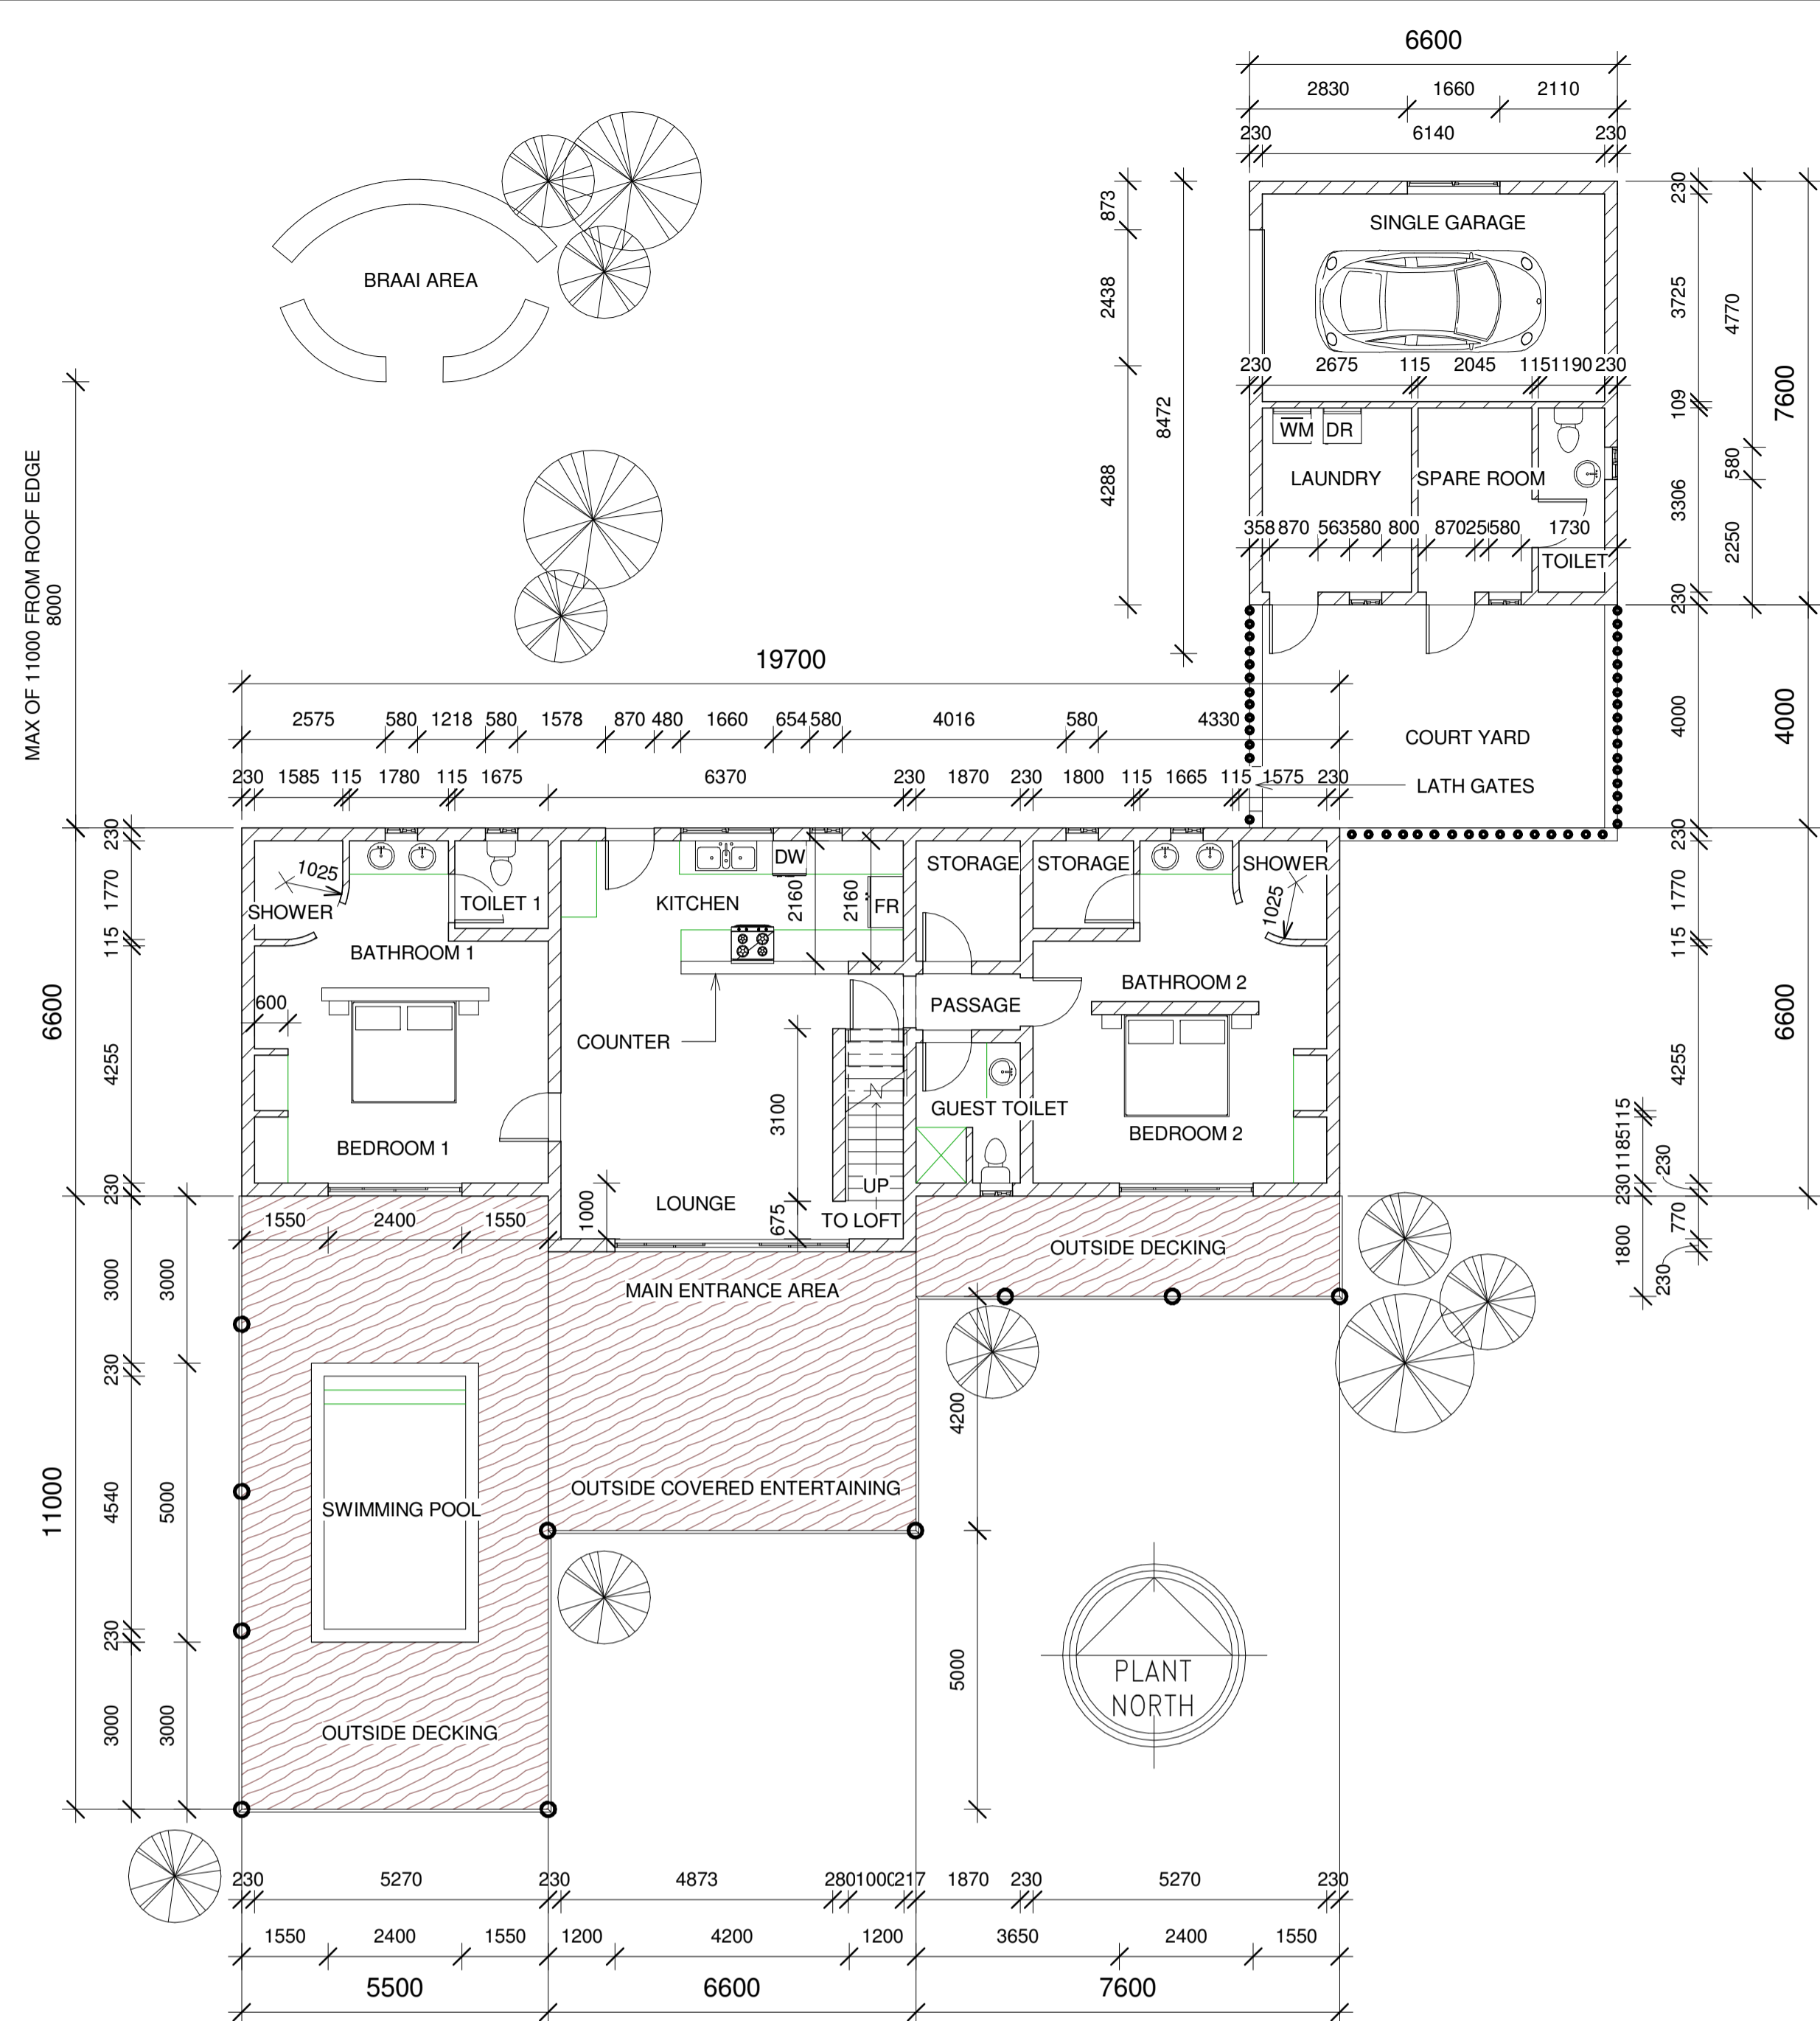 6600
2830 1660 2110
230 6140 230
SINGLE GARAGE
BRAAI AREA
873
2438
4288
8472
230
3725
109
3306
230
4770
580
2250
7600
230 2675 115 2045 115 1190 230
WM DR
LAUNDRY
SPARE ROOM
358 870 563 580 800 870 250 580 1730
TOILET
MAX OF 11000 FROM ROOF EDGE
8000
19700
2575 580 1218 580 1578 870 480 1660 654 580 4016 580 4330
230 1585 115 1780 115 1675 6370 230 1870 230 1800 115 1665 115 1575 230
COURT YARD
LATH GATES
4000
4000
230
1770
115
4255
230
6600
1025
SHOWER
TOILET 1
BATHROOM 1
600
BEDROOM 1
KITCHEN
DW
2160
2160
FR
COUNTER
3100
LOUNGE
1000
675
UP
TO LOFT
STORAGE
STORAGE
PASSAGE
GUEST TOILET
SHOWER
1025
BATHROOM 2
BEDROOM 2
230
1770
115
4255
6600
115
1185
230
1800
230
770
230
1550 2400 1550
OUTSIDE DECKING
MAIN ENTRANCE AREA
OUTSIDE COVERED ENTERTAINING
SWIMMING POOL
OUTSIDE DECKING
11000
3000
230
4540
230
3000
3000
5000
3000
4200
5000
PLANT
NORTH
230 5270 230 4873 280 1000 217 1870 230 5270 230
1550 2400 1550 1200 4200 1200 3650 2400 1550
5500 6600 7600